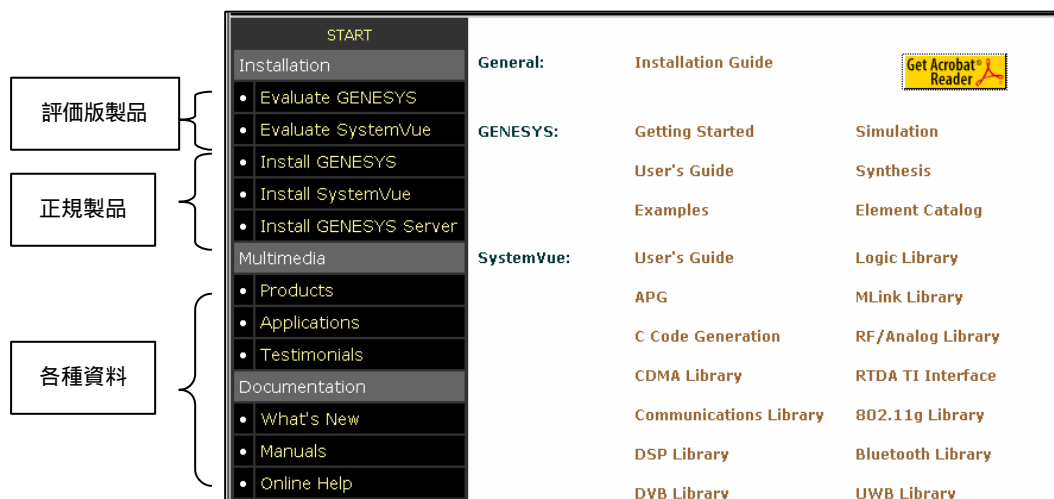 評価版製品
正規製品
各種資料
START
Installation
Evaluate GENESYS
Evaluate SystemVue
Install GENESYS
Install SystemVue
Install GENESYS Server
Multimedia
Products
Applications
Testimonials
Documentation
What's New
Manuals
Online Help
General: Installation Guide
Get Acrobat®
Reader
GENESYS: Getting Started Simulation
User's Guide Synthesis
Examples Element Catalog
SystemVue: User's Guide Logic Library
APG MLink Library
C Code Generation RF/Analog Library
CDMA Library RTDA TI Interface
Communications Library 802.11g Library
DSP Library Bluetooth Library
DVB Library UWB Library